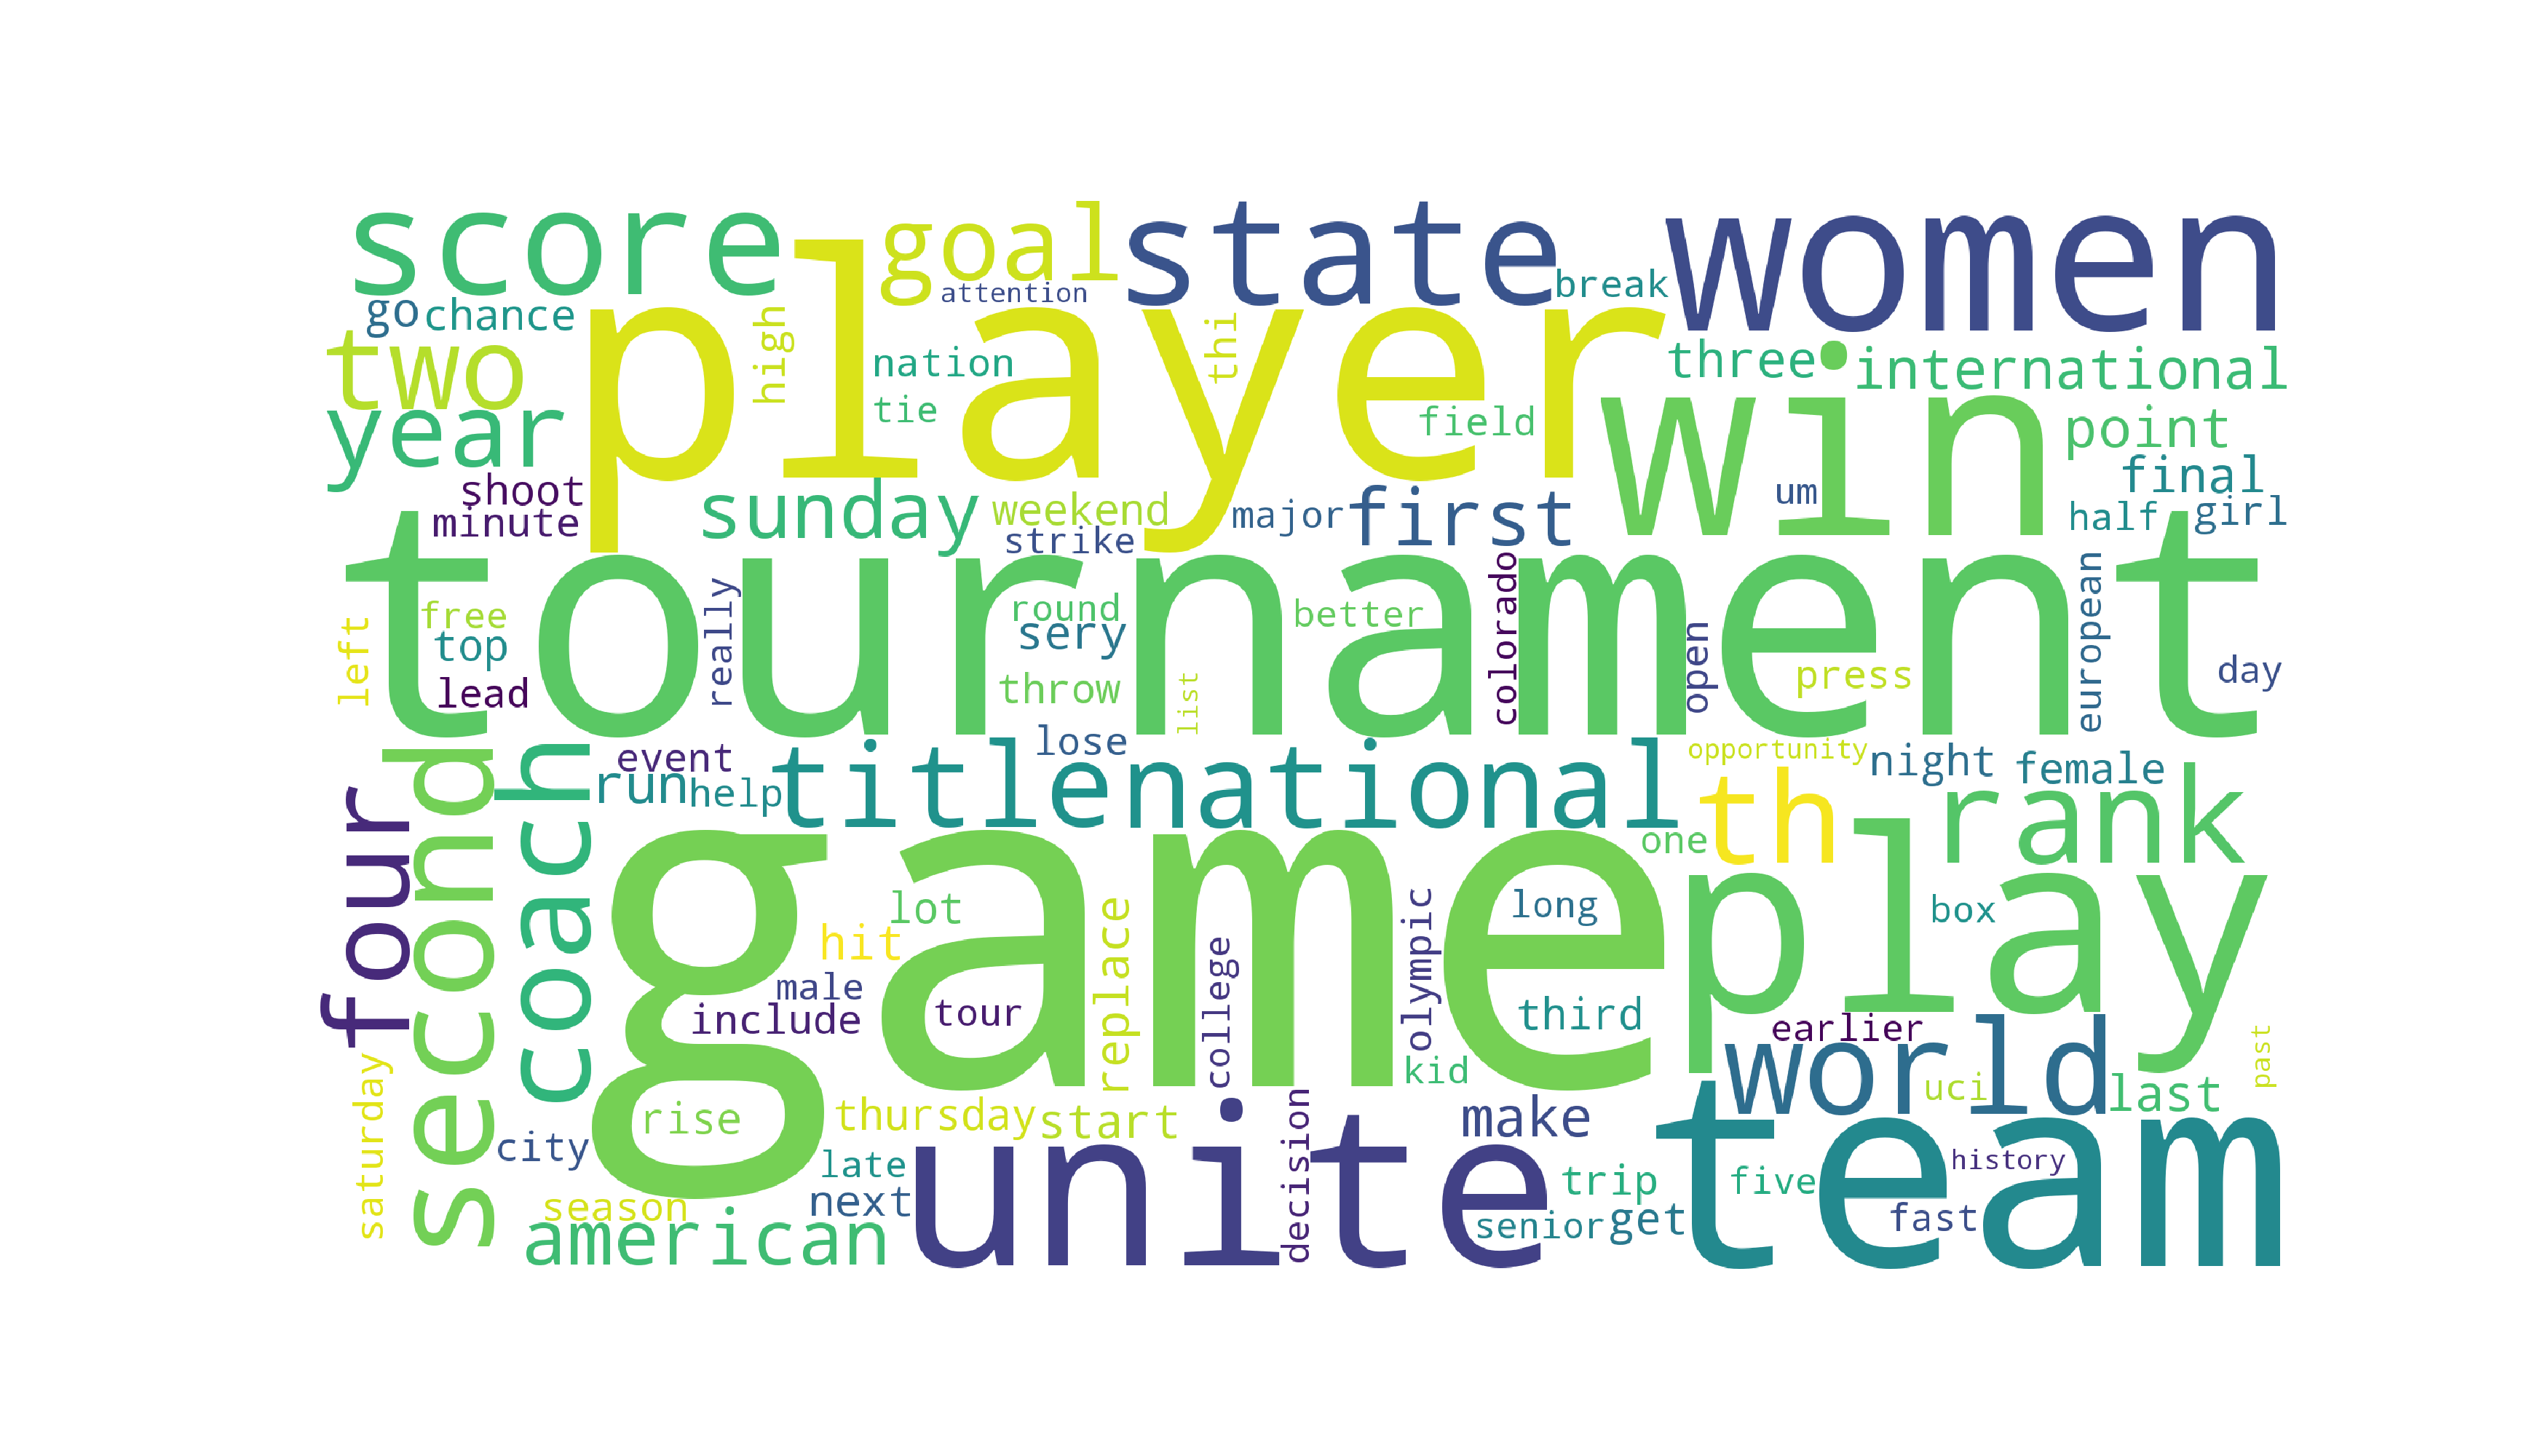 score
goal
state
women
attention
break
go
chance
player
high
nation
thi
two
three
international
tie
year
field
win
point
shoot
final
minute
sunday
weekend
major
first
um
half
girl
strike
tournament
left
free
really
round
better
colorado
open
european
top
sery
press
day
lead
throw
list
lose
event
title
national
opportunity
night
female
run
help
four
second
coach
th
rank
one
game
play
lot
long
box
hit
replace
college
olympic
male
include
tour
third
earlier
world
kid
uci
last
past
saturday
rise
thursday
start
make
city
decision
unite
team
late
trip
five
history
season
next
american
senior
get
fast